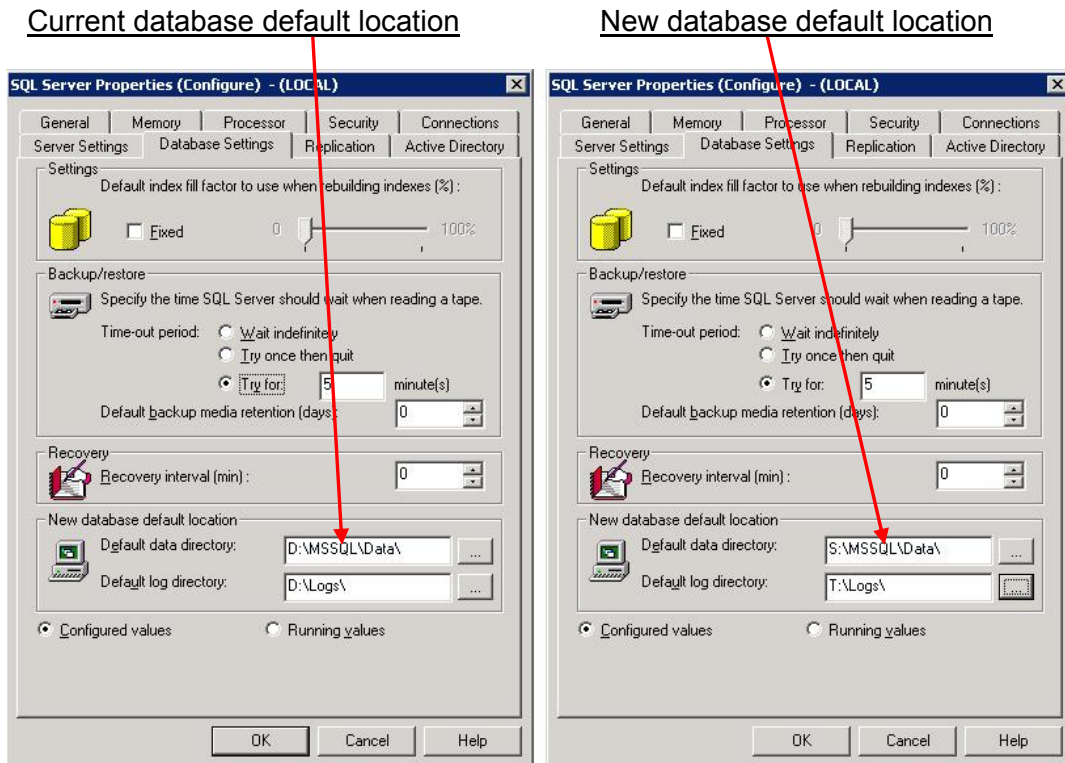 Current database default location
New database default location
SQL Server Properties (Configure) - (LOCAL)
General Memory Processor Security Connections
Server Settings Database Settings Replication Active Directory
Settings
Default index fill factor to use when rebuilding indexes (%) :
Fixed 0 100%
Backup/restore
Specify the time SQL Server should wait when reading a tape.
Time-out period: Wait indefinitely
Try once then quit
Try for: 5 minute(s)
Default backup media retention (days): 0
Recovery
Recovery interval (min) : 0
New database default location
Default data directory: D:\MSSQL\Data\ ...
Default log directory: D:\Logs\ ...
Configured values Running values
OK Cancel Help
SQL Server Properties (Configure) - (LOCAL)
General Memory Processor Security Connections
Server Settings Database Settings Replication Active Directory
Settings
Default index fill factor to use when rebuilding indexes (%) :
Fixed 0 100%
Backup/restore
Specify the time SQL Server should wait when reading a tape.
Time-out period: Wait indefinitely
Try once then quit
Try for: 5 minute(s)
Default backup media retention (days): 0
Recovery
Recovery interval (min) : 0
New database default location
Default data directory: S:\MSSQL\Data\ ...
Default log directory: T:\Logs\ ...
Configured values Running values
OK Cancel Help